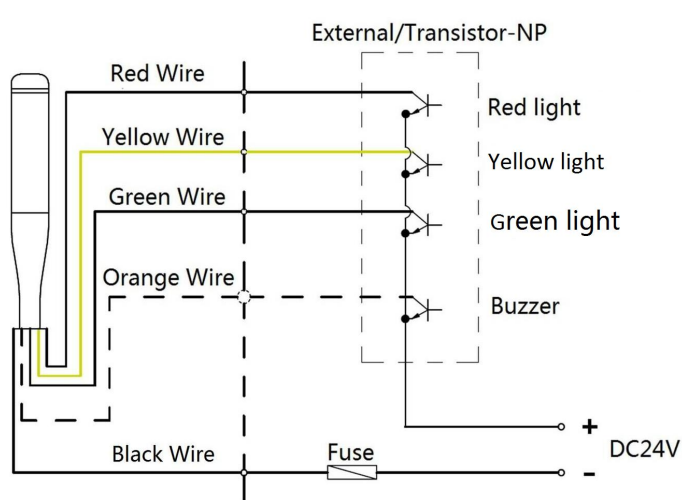 External/Transistor-NP
Red Wire
Red light
Yellow Wire
Yellow light
Green Wire
Green light
Orange Wire
Buzzer
+
DC24V
Black Wire
Fuse
-